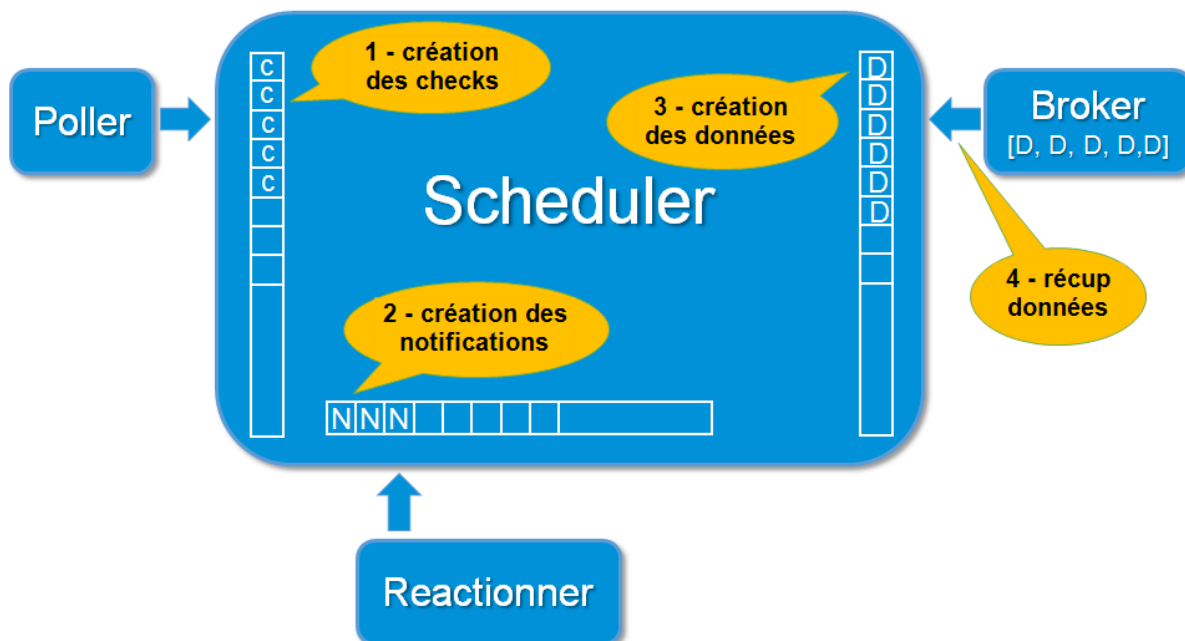 1 - création
des checks
C
C
C
C
C
Poller
3 - création
des données
D
D
D
D
D
D
Broker
[D, D, D, D,D]
Scheduler
4 - récup
données
2 - création des
notifications
N N N
Reactionner